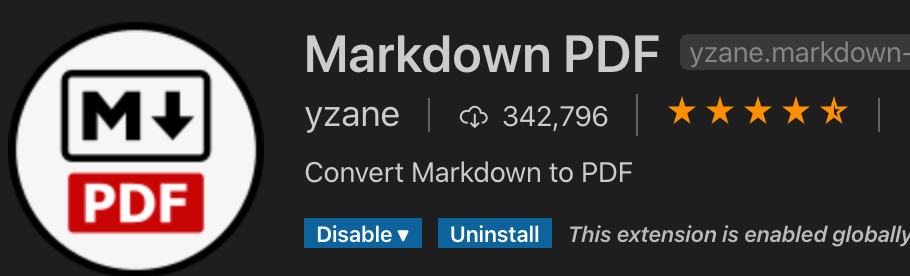 M
PDF
Markdown PDF yzane.markdown-
yzane 342,796
Convert Markdown to PDF
Disable Uninstall This extension is enabled globally